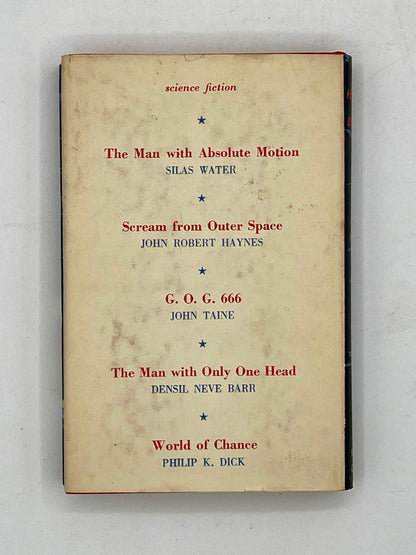 science fiction
The Man with Absolute Motion
SILAS WATER
Scream from Outer Space
JOHN ROBERT HAYNES
G. O. G. 666
JOHN TAINE
The Man with Only One Head
DENSIL NEVE BARR
World of Chance
PHILIP K. DICK